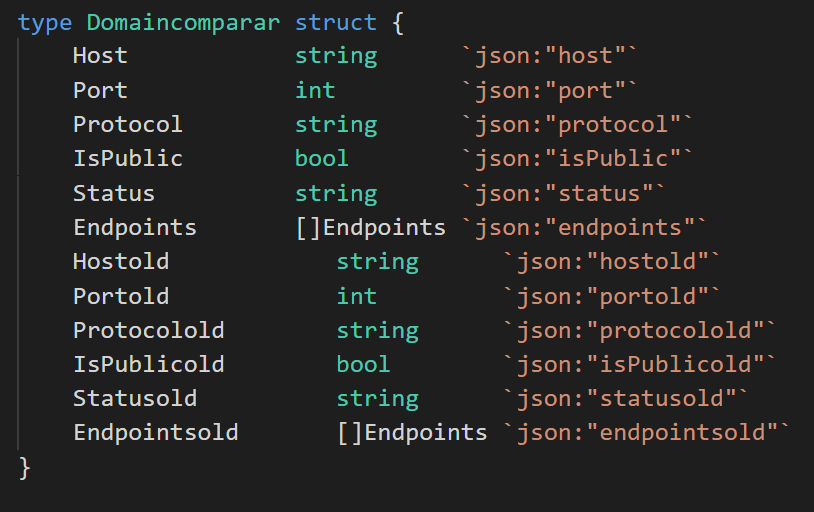 type Domaincomparar struct {
    Host            string      `json:"host"`
    Port            int         `json:"port"`
    Protocol        string      `json:"protocol"`
    IsPublic        bool        `json:"isPublic"`
    Status          string      `json:"status"`
    Endpoints       []Endpoints `json:"endpoints"`
    Hostold            string      `json:"hostold"`
    Portold            int         `json:"portold"`
    Protocolold        string      `json:"protocolold"`
    IsPublicold        bool        `json:"isPublicold"`
    Statusold          string      `json:"statusold"`
    Endpointsold       []Endpoints `json:"endpointsold"`
}